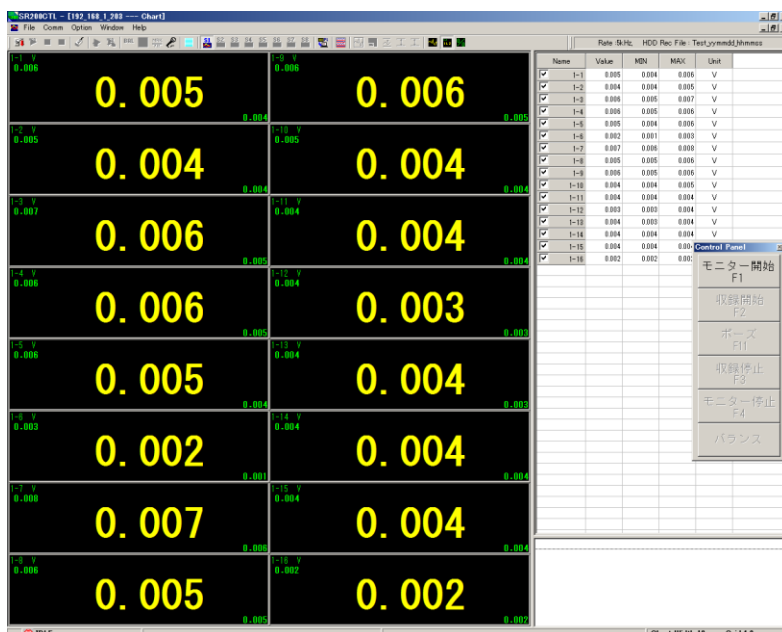 SR200CTL - [192_168_1_203 --- Chart]
File Comm Option Window Help
Rate :5kHz, HDD Rec File : Test_yymmdd_hhmmss
1-1 V
0.006
0.005
0.004
1-9 V
0.006
0.006
0.005
1-2 V
0.005
0.004
0.004
1-10 V
0.005
0.004
0.004
1-3 V
0.007
0.006
0.005
1-11 V
0.004
0.004
0.004
1-4 V
0.006
0.006
0.005
1-12 V
0.004
0.003
0.003
1-5 V
0.006
0.005
0.004
1-13 V
0.004
0.004
0.003
1-6 V
0.003
0.002
0.001
1-14 V
0.004
0.004
1-7 V
0.008
0.007
0.006
1-15 V
0.004
0.004
0.004
1-8 V
0.006
0.005
0.005
1-16 V
0.002
0.002
0.002
Name Value MIN MAX Unit
1-1 0.005 0.004 0.006 V
1-2 0.004 0.004 0.005 V
1-3 0.006 0.005 0.007 V
1-4 0.006 0.005 0.006 V
1-5 0.005 0.004 0.006 V
1-6 0.002 0.001 0.003 V
1-7 0.007 0.006 0.008 V
1-8 0.005 0.005 0.006 V
1-9 0.006 0.005 0.006 V
1-10 0.004 0.004 0.005 V
1-11 0.004 0.004 0.004 V
1-12 0.003 0.003 0.004 V
1-13 0.004 0.003 0.004 V
1-14 0.004 0.004 0.004 V
1-15 0.004 0.004
1-16 0.002 0.002
Control Panel
モニター開始
F1
収録開始
F2
ポーズ
F11
収録停止
F3
モニター停止
F4
バランス